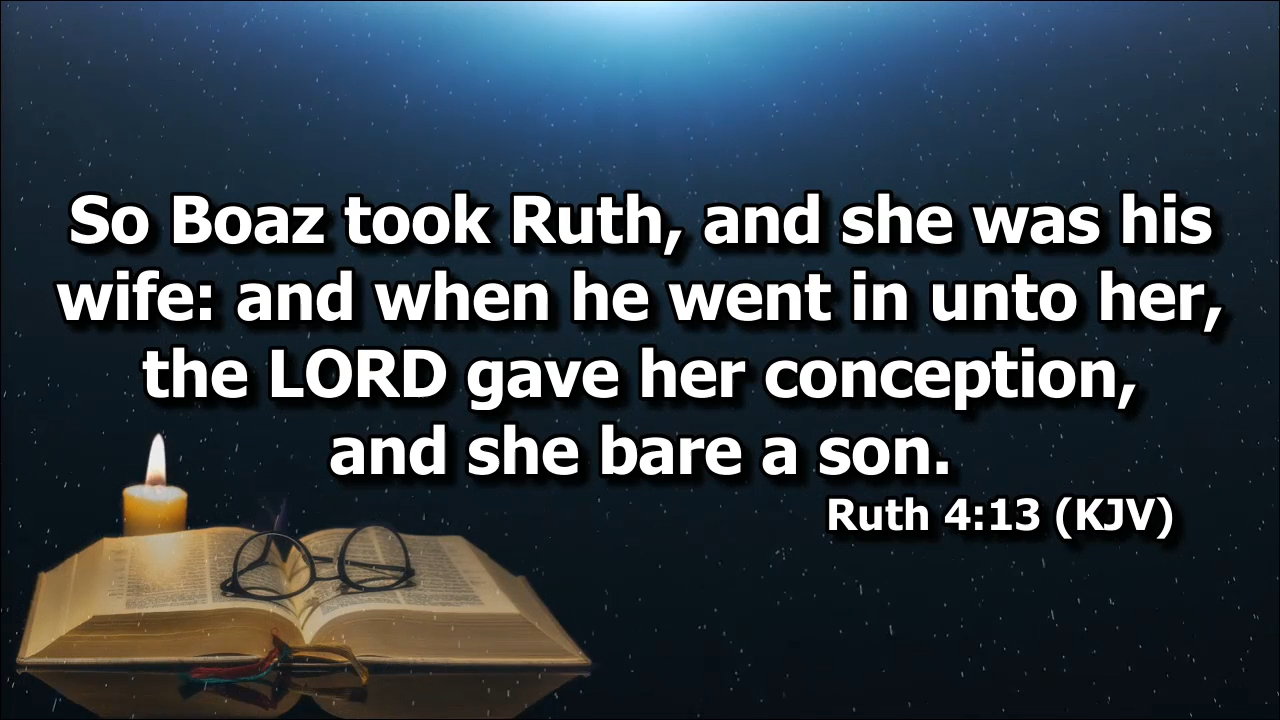 So Boaz took Ruth, and she was his
wife: and when he went in unto her,
the LORD gave her conception,
and she bare a son.
Ruth 4:13 (KJV)